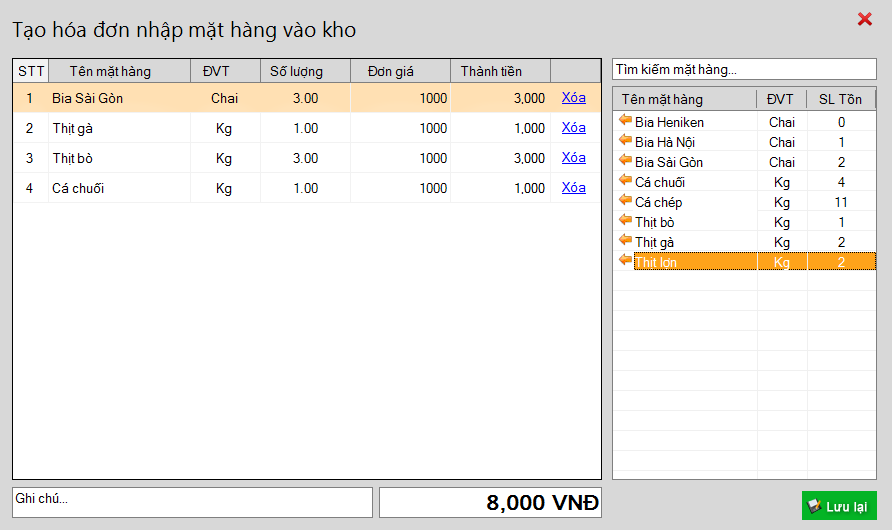 Tạo hóa đơn nhập mặt hàng vào kho
STT Tên mặt hàng ĐVT Số lượng Đơn giá Thành tiền
1 Bia Sài Gòn Chai 3.00 1000 3,000 Xóa
2 Thịt gà Kg 1.00 1000 1,000 Xóa
3 Thịt bò Kg 3.00 1000 3,000 Xóa
4 Cá chuối Kg 1.00 1000 1,000 Xóa
Ghi chú...
8,000 VNĐ
Tìm kiếm mặt hàng...
Tên mặt hàng ĐVT SL Tồn
Bia Heniken Chai 0
Bia Hà Nội Chai 1
Bia Sài Gòn Chai 2
Cá chuối Kg 4
Cá chép Kg 11
Thịt bò Kg 1
Thịt gà Kg 2
Thịt lợn Kg 2
Lưu lại